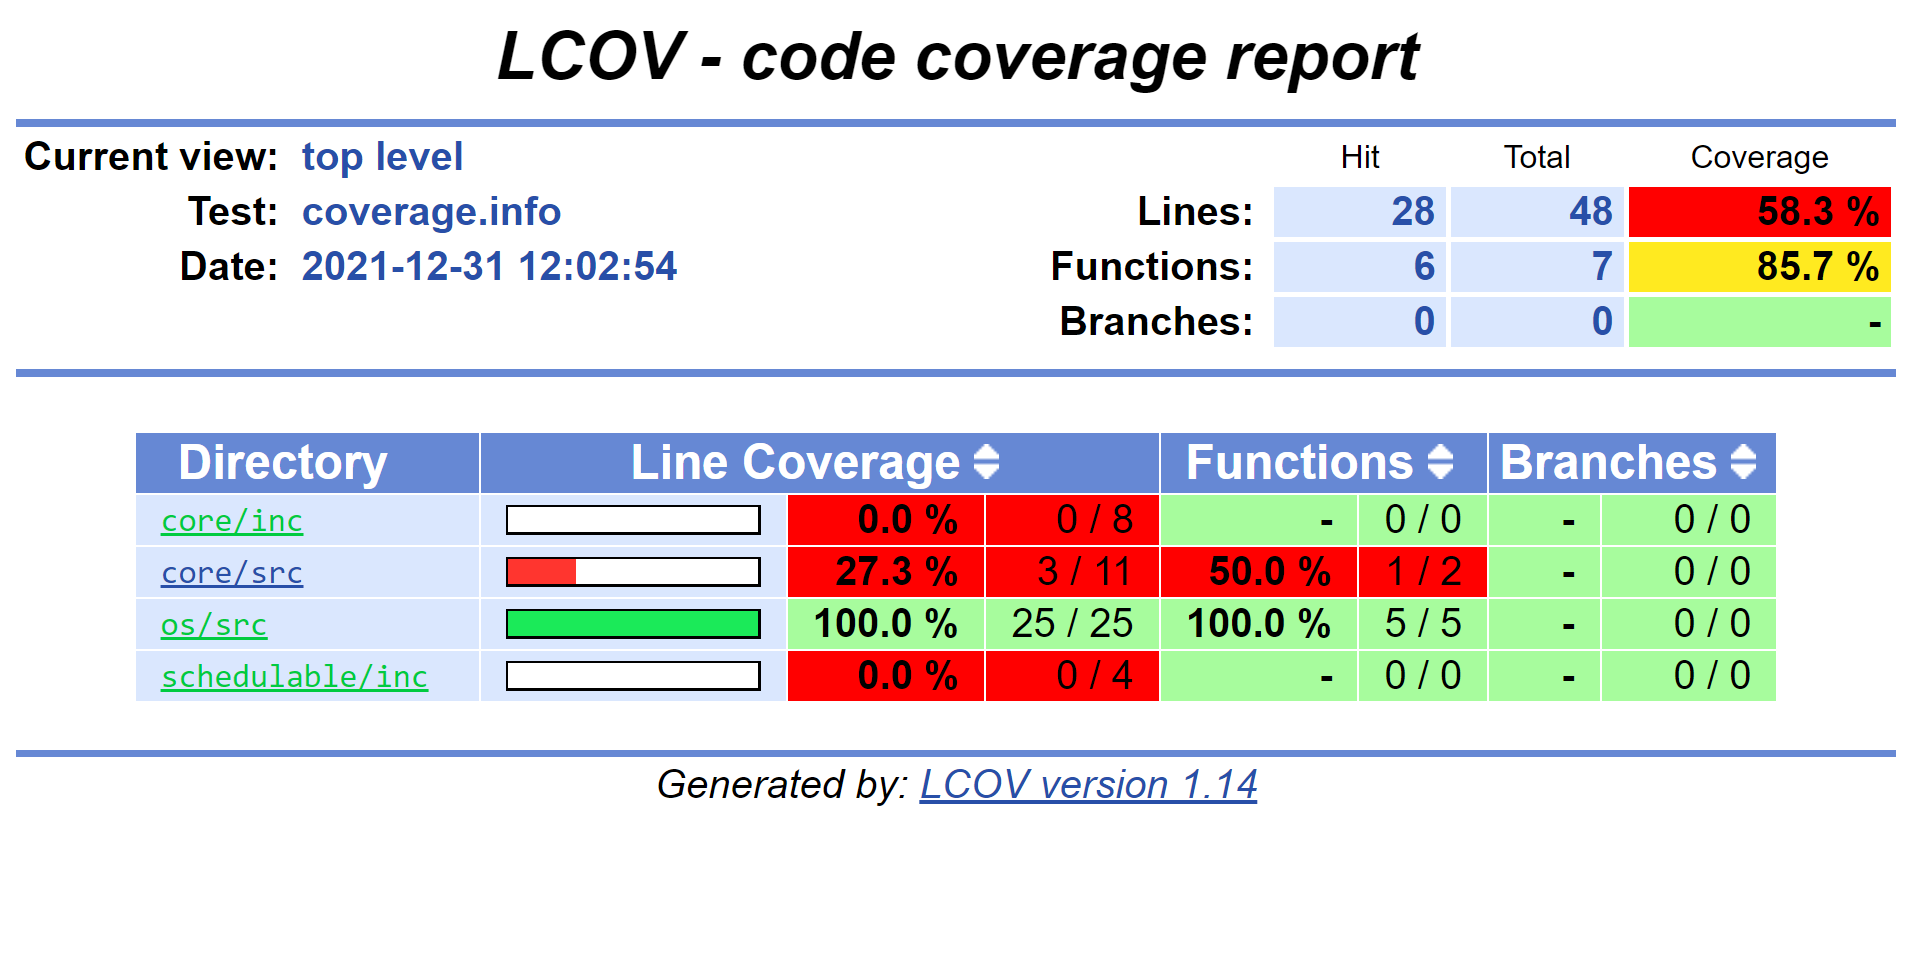 LCOV - code coverage report
Current view: top level Hit Total Coverage
Test: coverage.info Lines: 28 48 58.3 %
Date: 2021-12-31 12:02:54 Functions: 6 7 85.7 %
Branches: 0 0 -
Directory Line Coverage Functions Branches
core/inc 0.0 % 0 / 8 - 0 / 0 - 0 / 0
core/src 27.3 % 3 / 11 50.0 % 1 / 2 - 0 / 0
os/src 100.0 % 25 / 25 100.0 % 5 / 5 - 0 / 0
schedulable/inc 0.0 % 0 / 4 - 0 / 0 - 0 / 0
Generated by: LCOV version 1.14